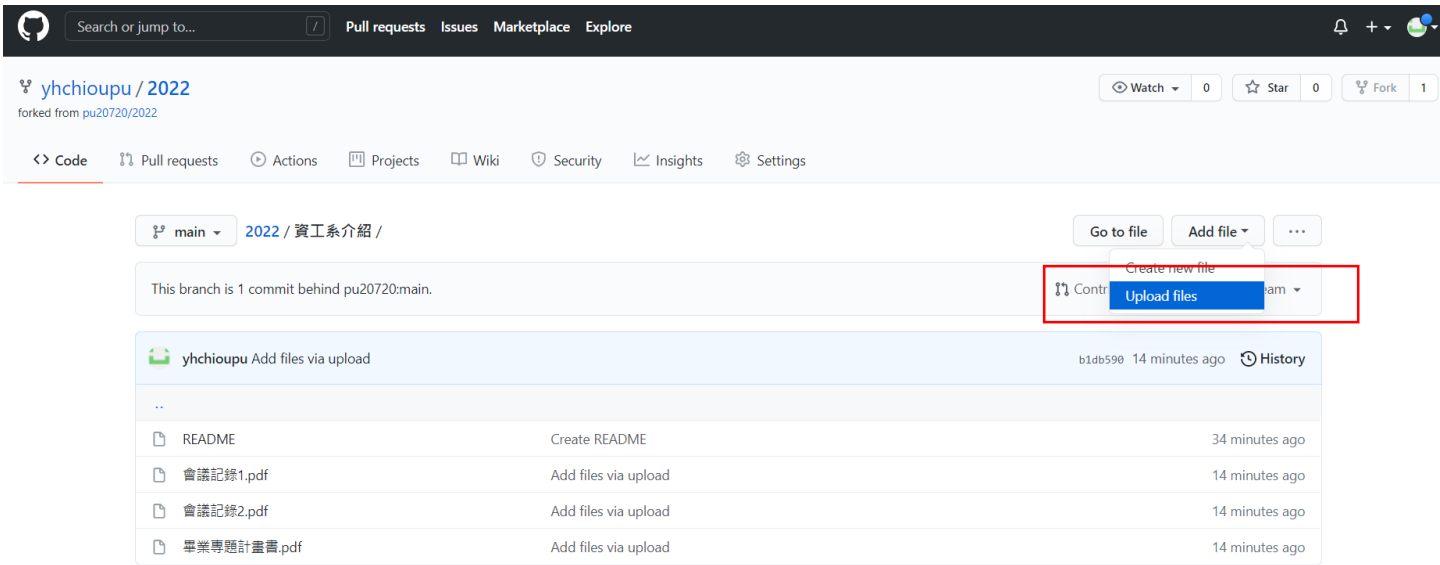 Search or jump to... / Pull requests Issues Marketplace Explore
yhchioupu / 2022 Watch 0 Star 0 Fork 1
forked from pu20720/2022
Code Pull requests Actions Projects Wiki Security Insights Settings
main 2022 / 資工系介紹 / Go to file Add file ...
Create new file
This branch is 1 commit behind pu20720:main.
Upload files
yhchioupu Add files via upload b1db590 14 minutes ago History
..
README Create README 34 minutes ago
會議記錄1.pdf Add files via upload 14 minutes ago
會議記錄2.pdf Add files via upload 14 minutes ago
畢業專題計畫書.pdf Add files via upload 14 minutes ago